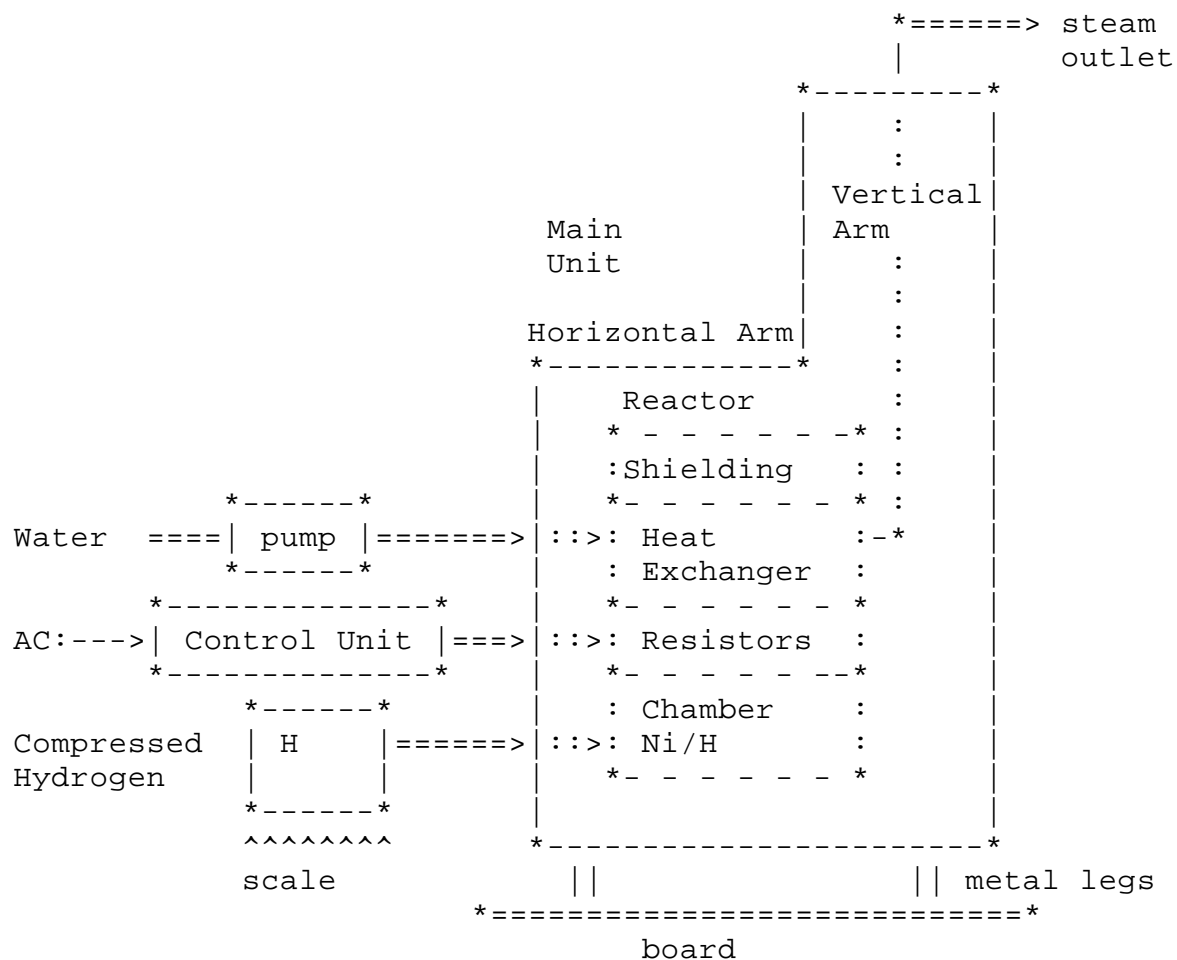 *======> steam
| outlet
*---------*
| : |
| : |
| Vertical|
Main | Arm |
Unit | : |
| : |
Horizontal Arm| : |
*-------------* : |
| Reactor : |
| * - - - - - -* : |
| :Shielding : : |
*------* | *- - - - - - * : |
Water ====| pump |=======>|::>: Heat :-* |
*------* | : Exchanger : |
*--------------* | *- - - - - - * |
AC:--->| Control Unit |===>|::>: Resistors : |
*--------------* | *- - - - - --* |
*------* | : Chamber : |
Compressed | H |======>|::>: Ni/H : |
Hydrogen | | | *- - - - - - * |
*------* | |
^^^^^^^^ *-----------------------*
scale || || metal legs
*============================*
board